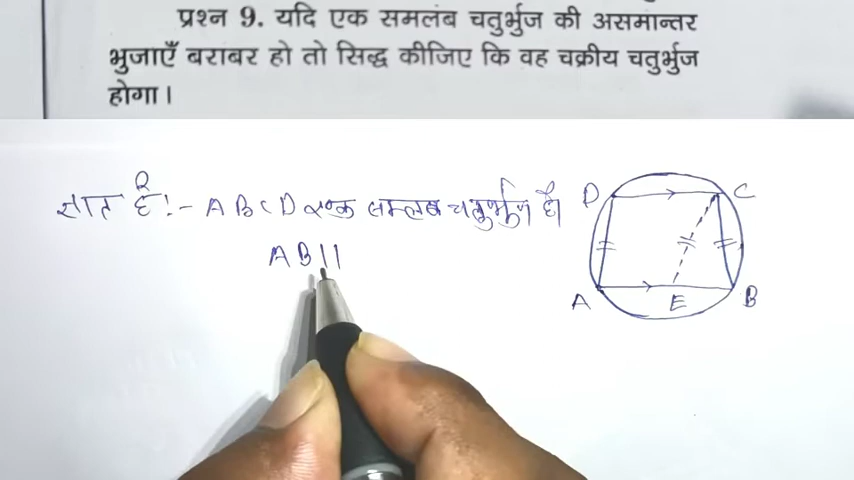 प्रश्न 9. यदि एक समलंब चतुर्भुज की असमान्तर
भुजाएँ बराबर हो तो सिद्ध कीजिए कि वह चक्रीय चतुर्भुज
होगा।
ज्ञात है:- ABCD एक समलंब चतुर्भुज है।
AB||
D C
A E B